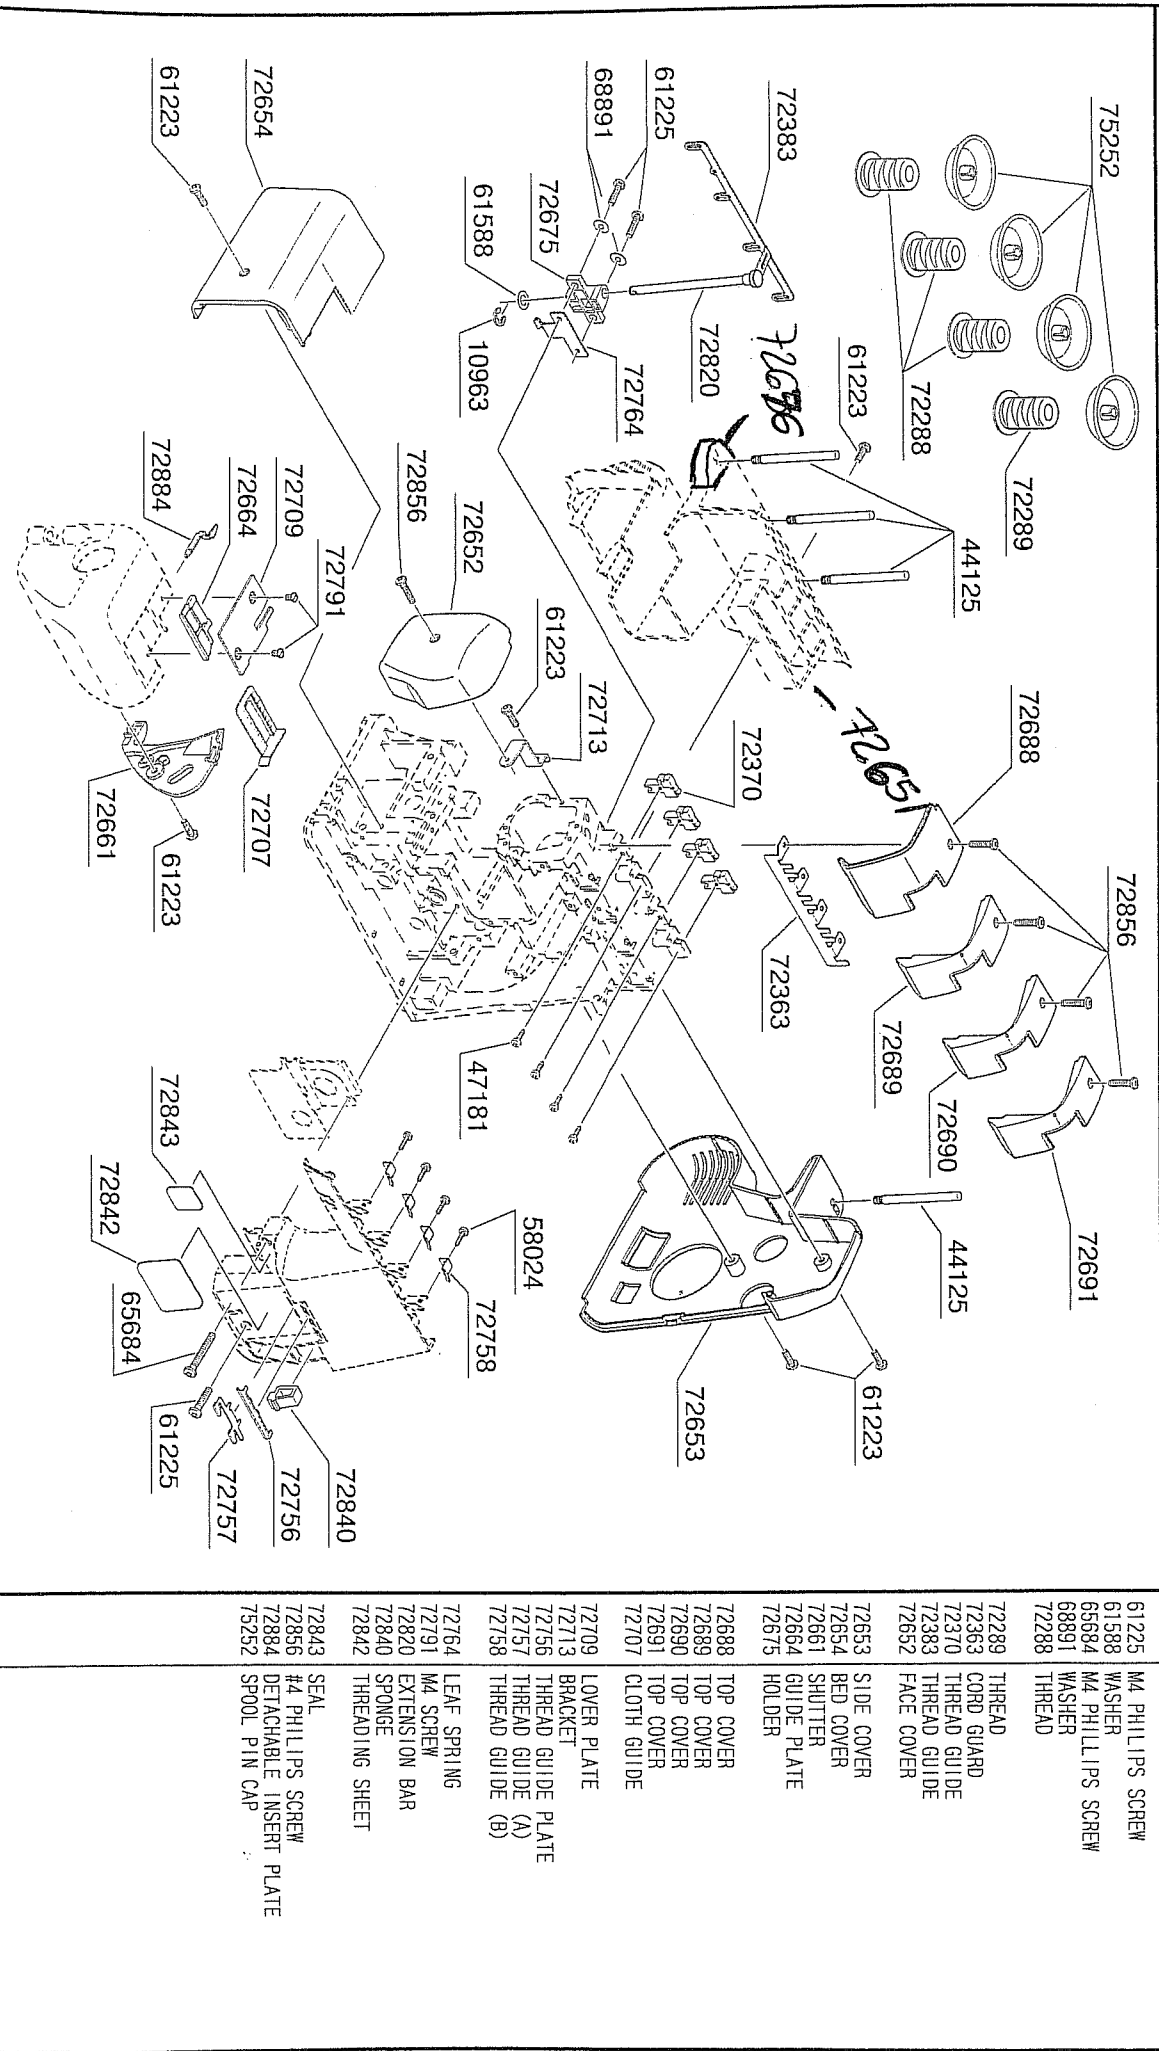 75252
72288
72289
72383
61225
68891
72675
61588
10963
72764
72820
72654
61223
61223
44125
72688
72856
72689
72690
72691
72363
72370
72713
61223
72652
72856
72791
72709
72664
72884
72707
72661
61223
47181
44125
61223
72653
58024
72758
72843
72842
65684
61225
72757
72756
72840
7265
61225 M4 PHILIPS SCREW
61588 WASHER
65684 M4 PHILLIPS SCREW
68891 WASHER
72288 THREAD
72289 THREAD
72363 CORD GUARD
72370 THREAD GUIDE
72383 THREAD GUIDE
72652 FACE COVER
72653 SIDE COVER
72654 BED COVER
72661 SHUTTER
72664 GUIDE PLATE
72675 HOLDER
72688 TOP COVER
72689 TOP COVER
72690 TOP COVER
72691 TOP COVER
72707 CLOTH GUIDE
72709 LOVER PLATE
72713 BRACKET
72756 THREAD GUIDE PLATE
72757 THREAD GUIDE (A)
72758 THREAD GUIDE (B)
72764 LEAF SPRING
72791 M4 SCREW
72820 EXTENSION BAR
72840 SPONGE
72842 THREADING SHEET
72843 SEAL
72856 #4 PHILIPS SCREW
72884 DETACHABLE INSERT PLATE
75252 SPOOL PIN CAP